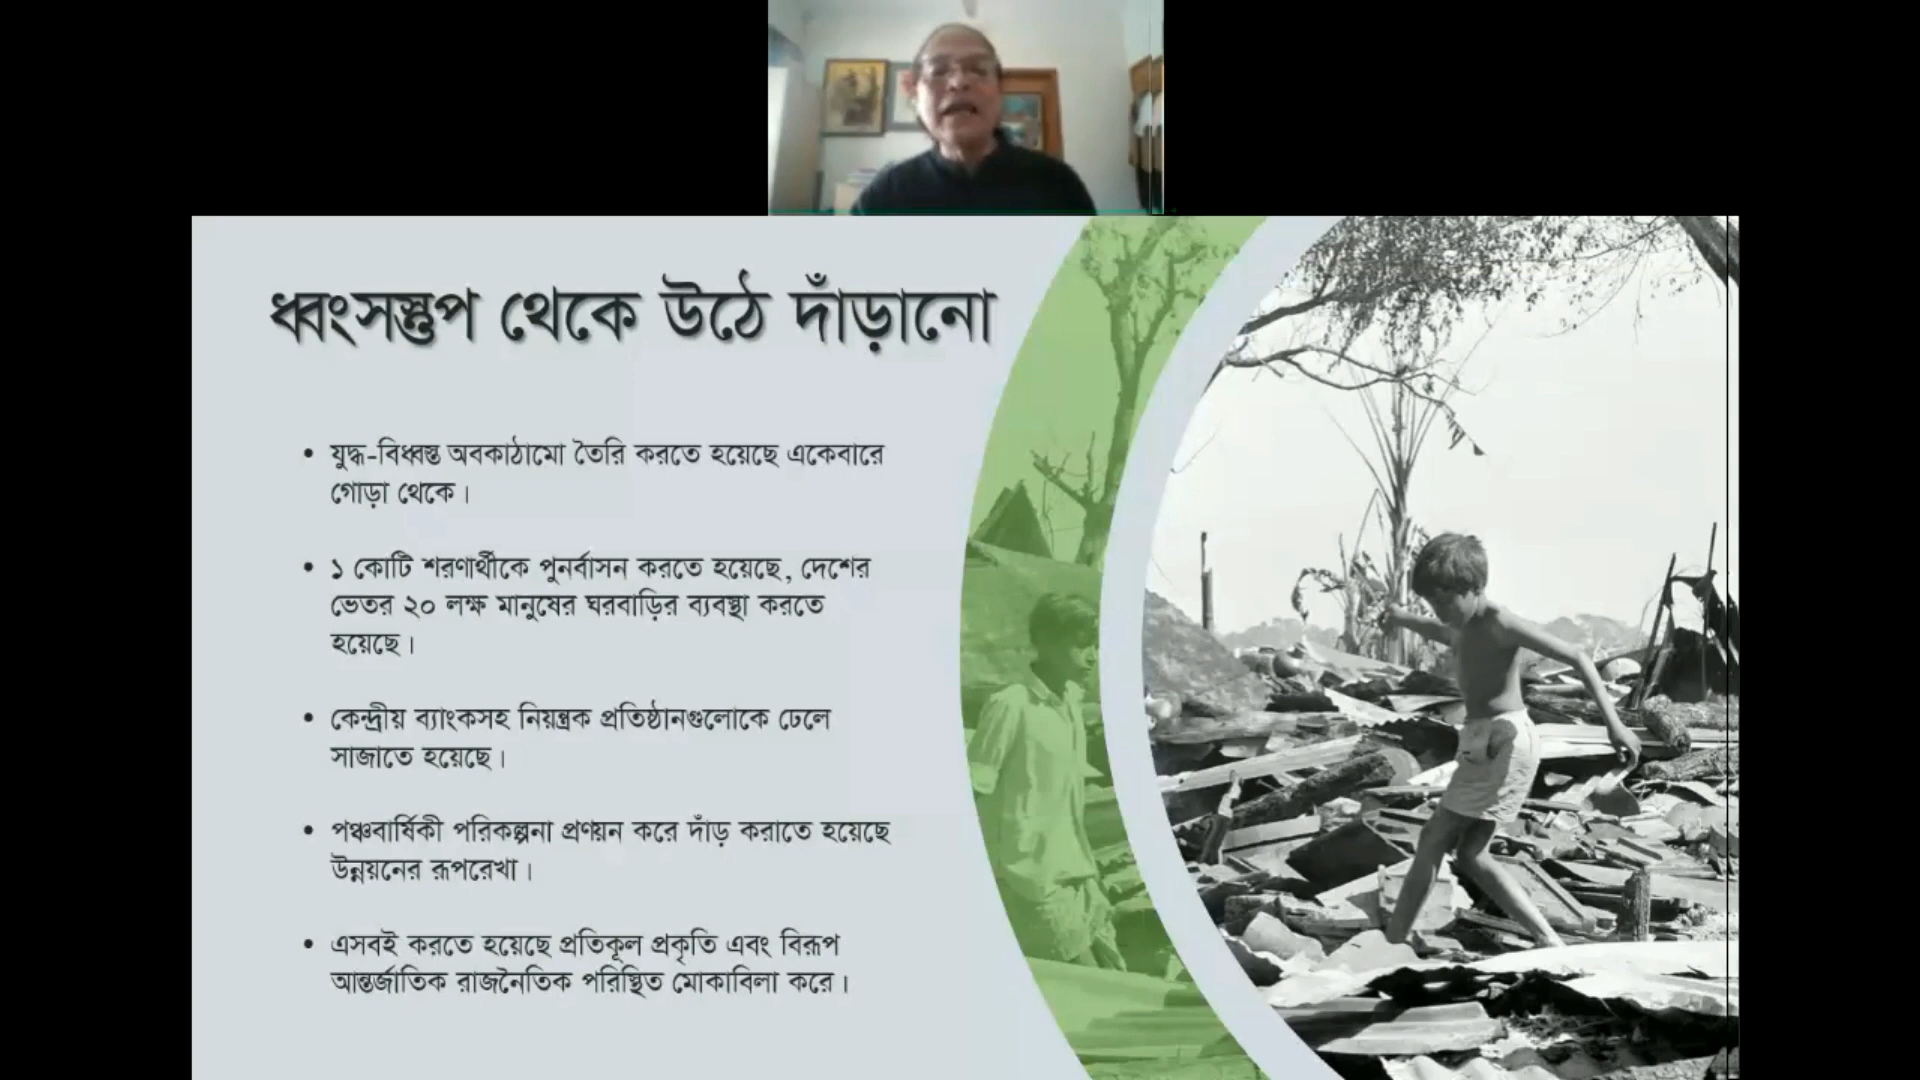 ধ্বংসস্তুপ থেকে উঠে দাঁড়ানো
• যুদ্ধ-বিধ্বস্ত অবকাঠামো তৈরি করতে হয়েছে একেবারে
গোড়া থেকে।
• ১ কোটি শরণার্থীকে পুনর্বাসন করতে হয়েছে, দেশের
ভেতর ২০ লক্ষ মানুষের ঘরবাড়ির ব্যবস্থা করতে
হয়েছে।
• কেন্দ্রীয় ব্যাংকসহ নিয়ন্ত্রক প্রতিষ্ঠানগুলোকে ঢেলে
সাজাতে হয়েছে।
• পঞ্চবার্ষিকী পরিকল্পনা প্রণয়ন করে দাঁড় করাতে হয়েছে
উন্নয়নের রূপরেখা।
• এসবই করতে হয়েছে প্রতিকূল প্রকৃতি এবং বিরূপ
আন্তর্জাতিক রাজনৈতিক পরিস্থিত মোকাবিলা করে।